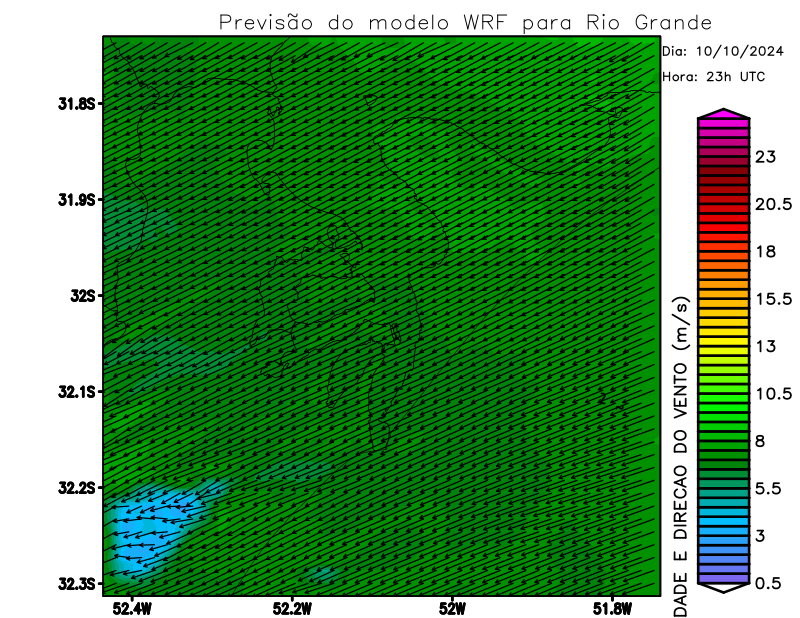 Previsão do modelo WRF para Rio Grande
Dia: 10/10/2024
Hora: 23h UTC
31.8S
31.9S
32S
32.1S
32.2S
32.3S
52.4W
52.2W
52W
51.8W
23
20.5
18
15.5
13
10.5
8
5.5
3
0.5
DADE E DIRECAO DO VENTO (m/s)